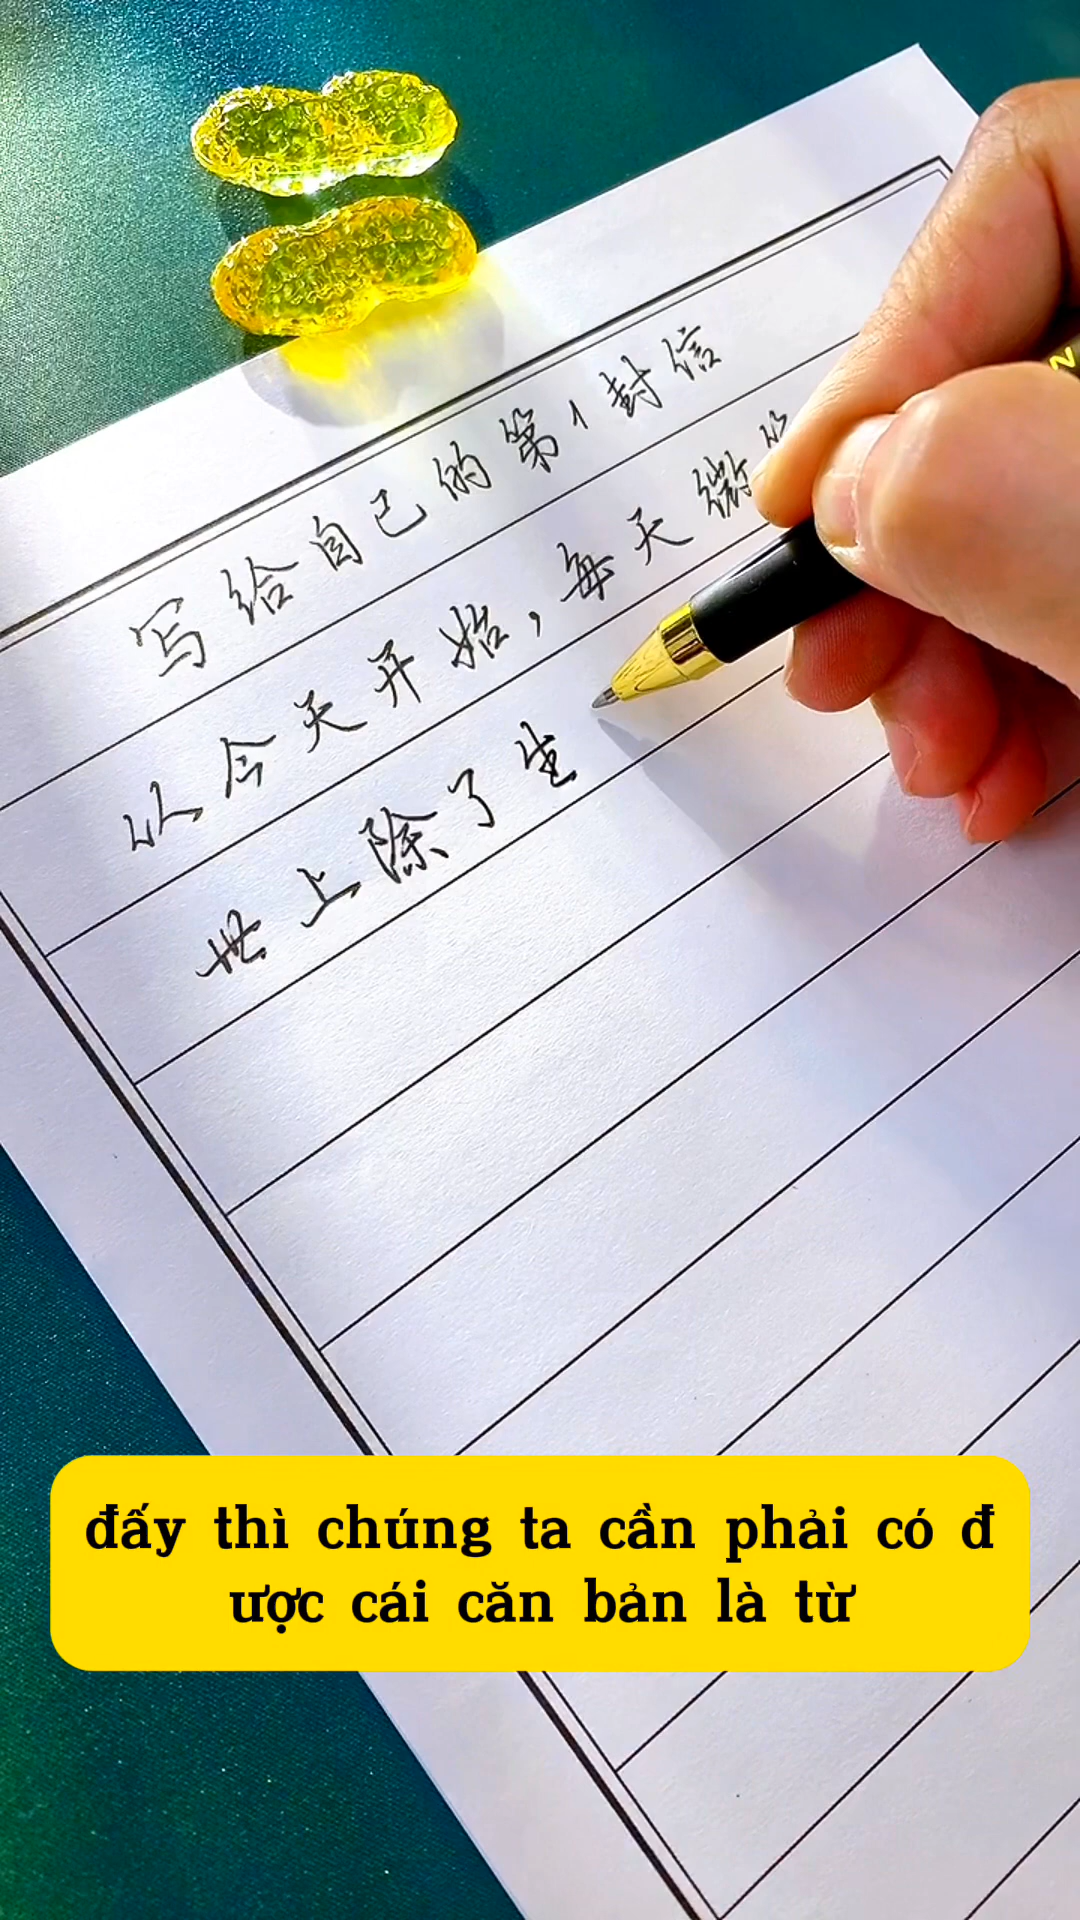 写给自己的第1封信
以今天开始，每天微
世上除了生
đấy thì chúng ta cần phải có đ
ược cái căn bản là từ